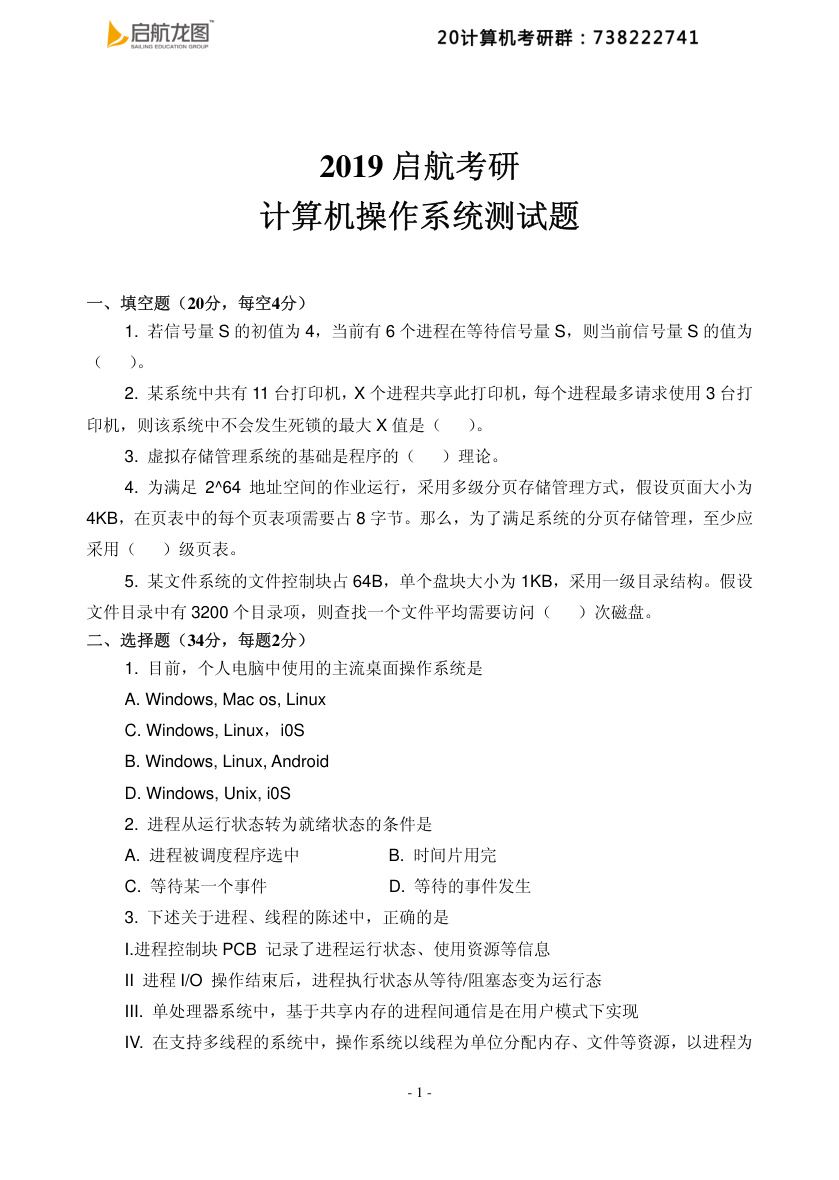 启航龙图™
SAILING EDUCATION GROUP
20计算机考研群：738222741
2019 启航考研
计算机操作系统测试题
一、填空题（20分，每空4分）
1. 若信号量 S 的初值为 4，当前有 6 个进程在等待信号量 S，则当前信号量 S 的值为
（　）。
2. 某系统中共有 11 台打印机，X 个进程共享此打印机，每个进程最多请求使用 3 台打
印机，则该系统中不会发生死锁的最大 X 值是（　）。
3. 虚拟存储管理系统的基础是程序的（　）理论。
4. 为满足 2^64 地址空间的作业运行，采用多级分页存储管理方式，假设页面大小为
4KB，在页表中的每个页表项需要占 8 字节。那么，为了满足系统的分页存储管理，至少应
采用（　）级页表。
5. 某文件系统的文件控制块占 64B，单个盘块大小为 1KB，采用一级目录结构。假设
文件目录中有 3200 个目录项，则查找一个文件平均需要访问（　）次磁盘。
二、选择题（34分，每题2分）
1. 目前，个人电脑中使用的主流桌面操作系统是
A. Windows, Mac os, Linux
C. Windows, Linux，i0S
B. Windows, Linux, Android
D. Windows, Unix, i0S
2. 进程从运行状态转为就绪状态的条件是
A. 进程被调度程序选中　B. 时间片用完
C. 等待某一个事件　D. 等待的事件发生
3. 下述关于进程、线程的陈述中，正确的是
I.进程控制块 PCB 记录了进程运行状态、使用资源等信息
II 进程 I/O 操作结束后，进程执行状态从等待/阻塞态变为运行态
III. 单处理器系统中，基于共享内存的进程间通信是在用户模式下实现
IV. 在支持多线程的系统中，操作系统以线程为单位分配内存、文件等资源，以进程为
- 1 -